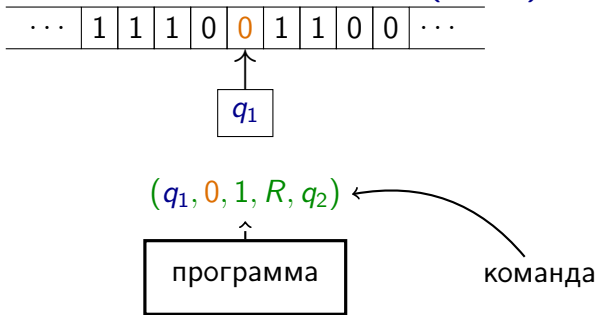 ··· 1 1 1 0 0 1 1 0 0 ···
q₁
(q₁, 0, 1, R, q₂)
программа
команда